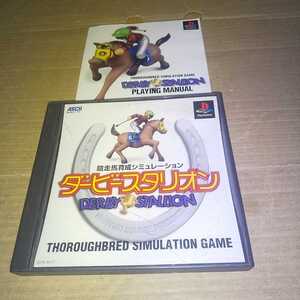 THOROUGHBRED SIMULATION GAME
DERBY STALLION
PLAYING MANUAL
PlayStation
ASCII
競走馬育成シミュレーション
ダービースタリオン
DERBY STALLION
THOROUGHBRED SIMULATION GAME